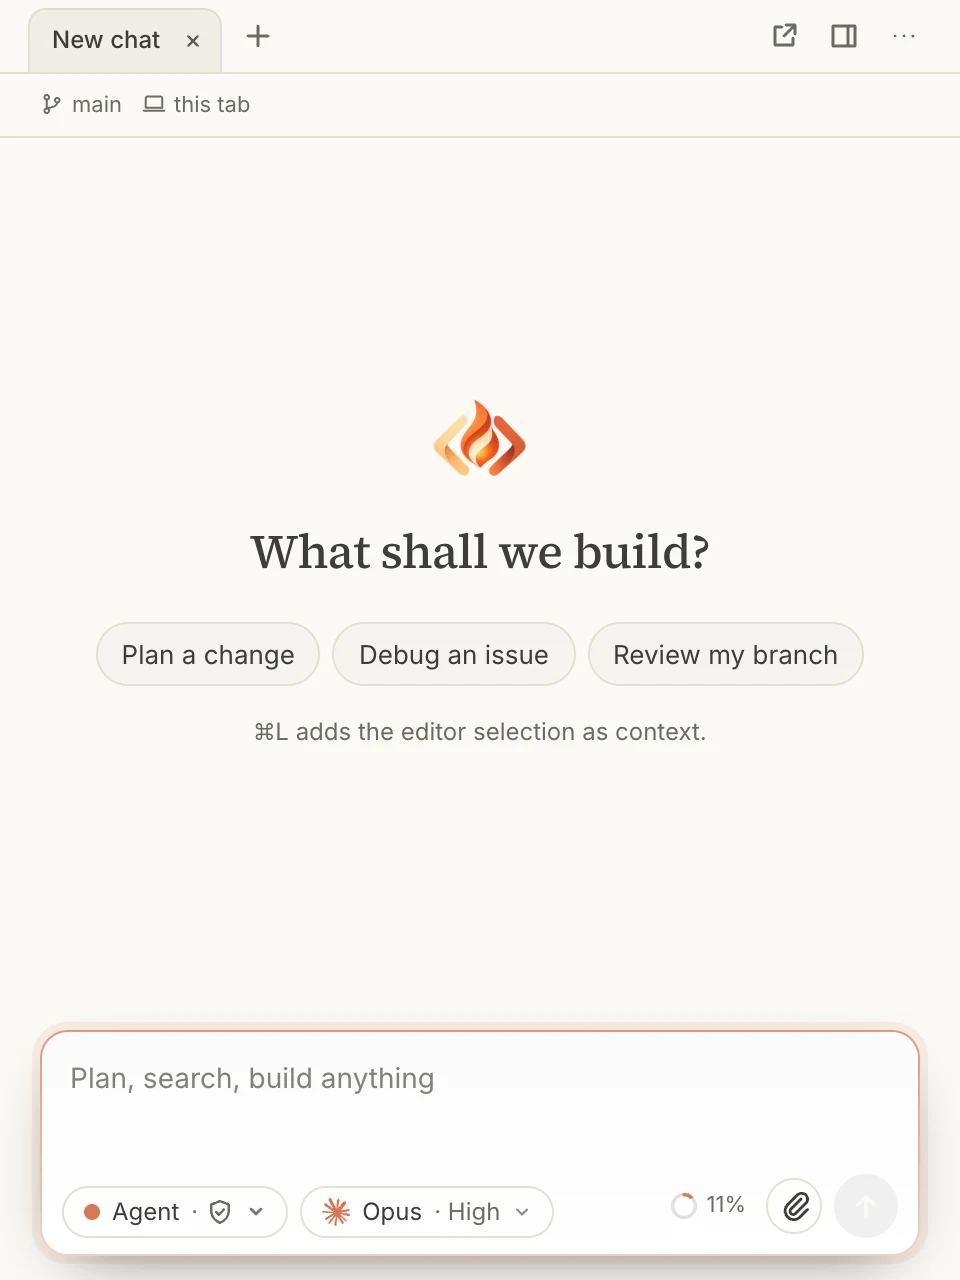 New chat
main this tab
What shall we build?
Plan a change Debug an issue Review my branch
⌘L adds the editor selection as context.
Plan, search, build anything
Agent · Opus · High 11%